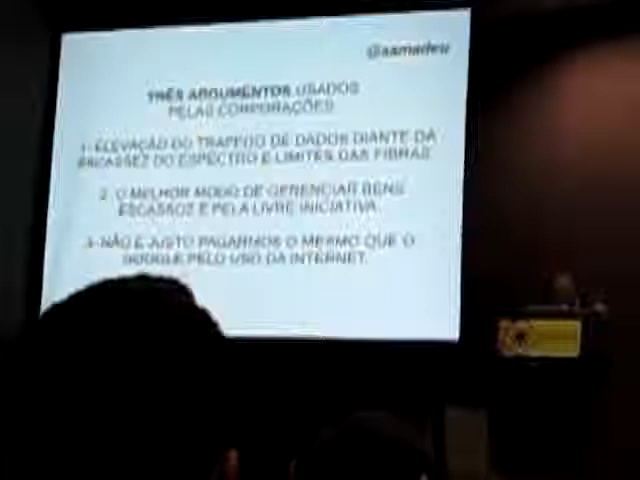 @samadeu
TRÊS ARGUMENTOS USADOS
PELAS CORPORAÇÕES
1- ELEVAÇÃO DO TRAFEGO DE DADOS DIANTE DA
ESCASSEZ DO ESPECTRO E LIMITES DAS FIBRAS
2- O MELHOR MODO DE GERENCIAR BENS
ESCASSOZ É PELA LIVRE INICIATIVA
3- NÃO É JUSTO PAGARMOS O MESMO QUE O
GOOGLE PELO USO DA INTERNET.